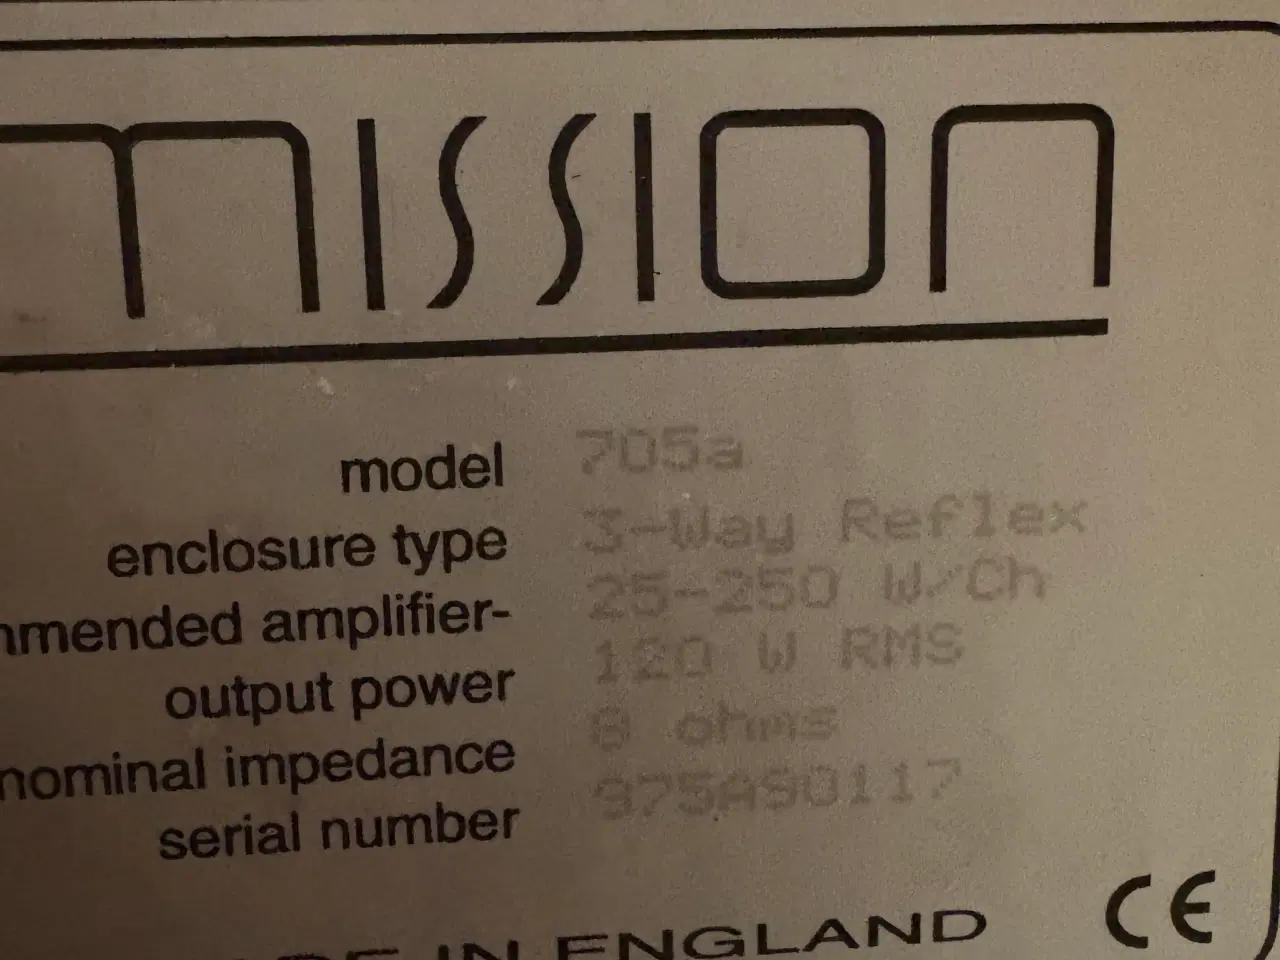 mission
model 705a
enclosure type 3-Way Reflex
mmended amplifier- 25-250 W/Ch
output power 120 W RMS
nominal impedance 8 ohms
serial number 975A90117
DE IN ENGLAND CE